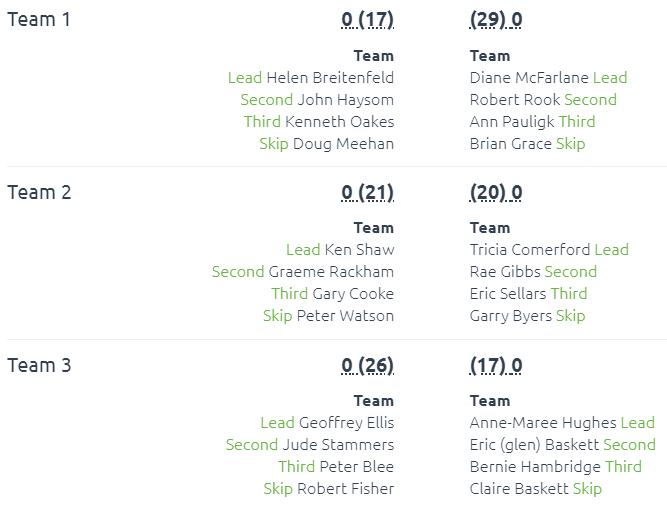 Team 1 0 (17) (29) 0
Team Team
Lead Helen Breitenfeld Diane McFarlane Lead
Second John Haysom Robert Rook Second
Third Kenneth Oakes Ann Pauligk Third
Skip Doug Meehan Brian Grace Skip
Team 2 0 (21) (20) 0
Team Team
Lead Ken Shaw Tricia Comerford Lead
Second Graeme Rackham Rae Gibbs Second
Third Gary Cooke Eric Sellars Third
Skip Peter Watson Garry Byers Skip
Team 3 0 (26) (17) 0
Team Team
Lead Geoffrey Ellis Anne-Maree Hughes Lead
Second Jude Stammers Eric (glen) Baskett Second
Third Peter Blee Bernie Hambridge Third
Skip Robert Fisher Claire Baskett Skip